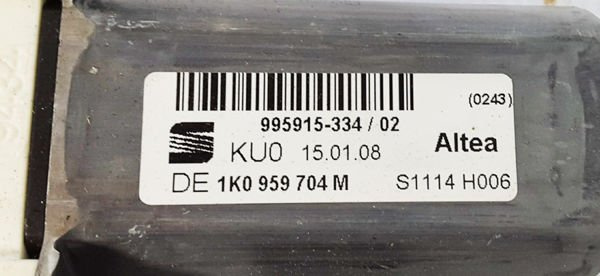 (0243)
995915-334 / 02
KU0 15.01.08 Altea
DE 1K0 959 704 M S1114 H006